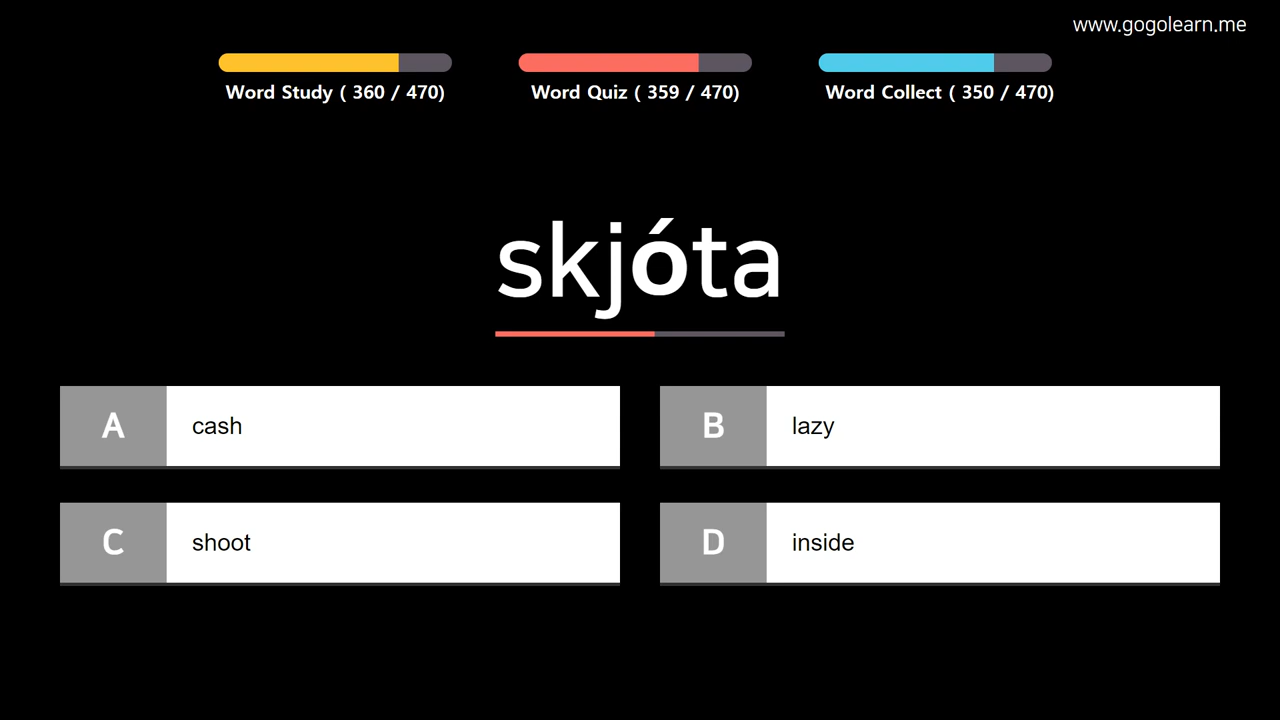 www.gogolearn.me
Word Study ( 360 / 470)
Word Quiz ( 359 / 470)
Word Collect ( 350 / 470)
skjóta
A cash
B lazy
C shoot
D inside